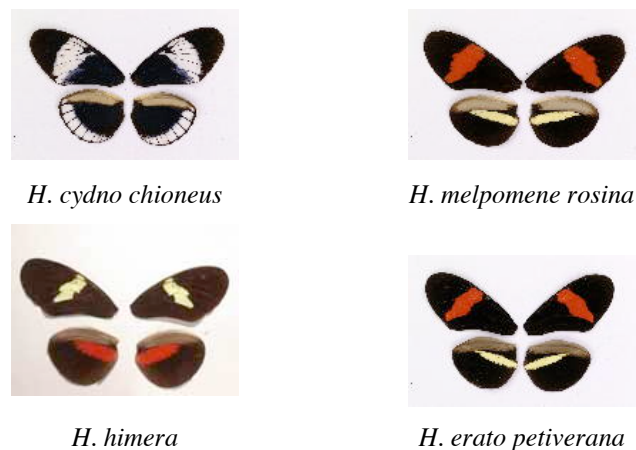 H. cydno chioneus
H. melpomene rosina
H. himera
H. erato petiverana